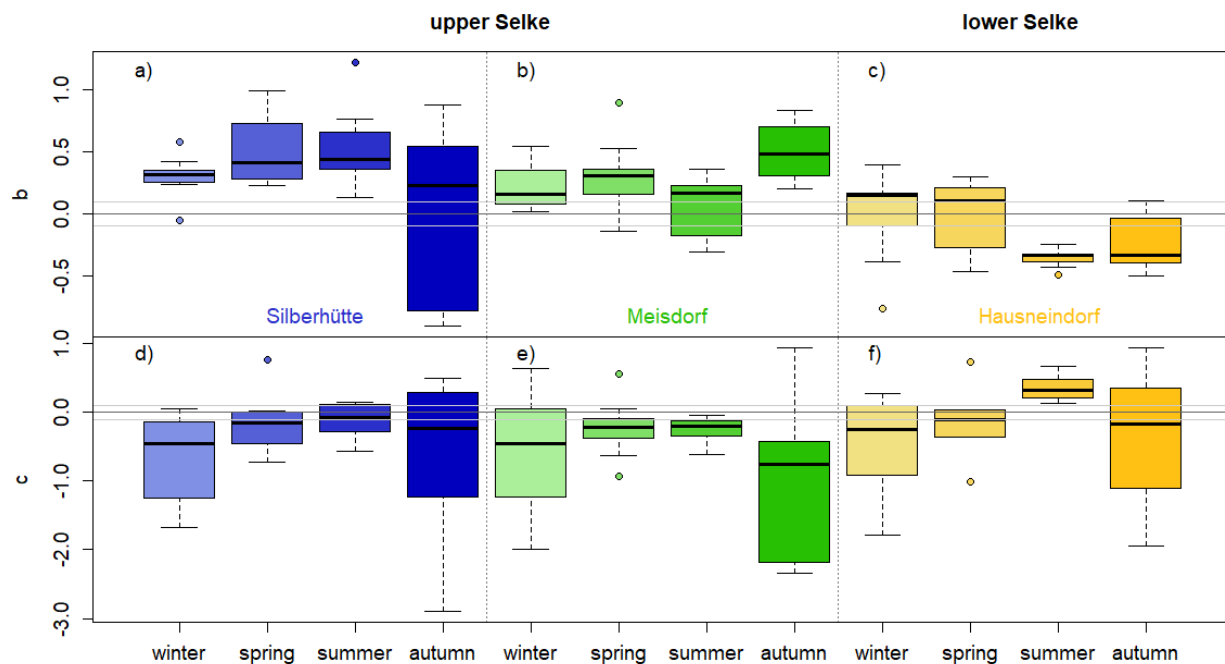 upper Selke lower Selke
a) b) c)
1.0
0.5
b
0.0
-0.5
Silberhütte Meisdorf Hausneindorf
d) e) f)
1.0
0.0
c
-1.0
-2.0
-3.0
winter spring summer autumn winter spring summer autumn winter spring summer autumn